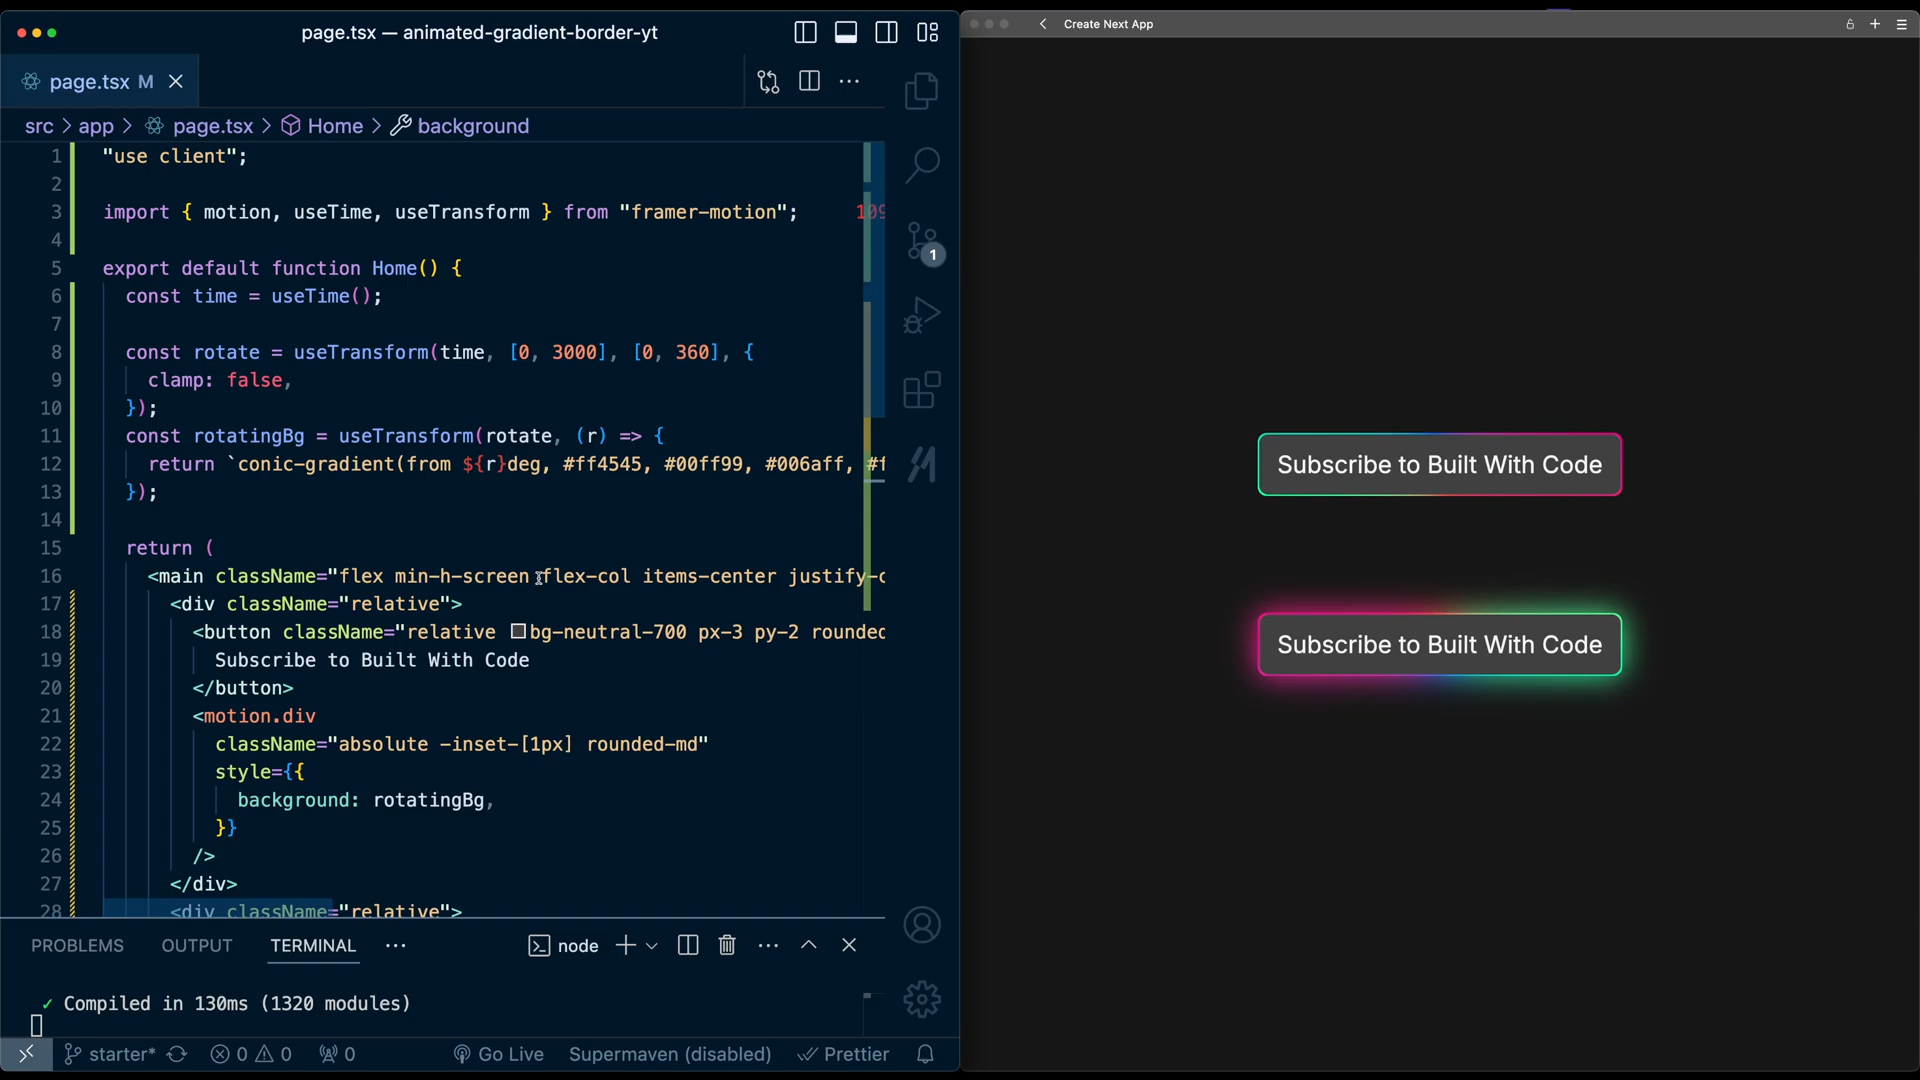 page.tsx — animated-gradient-border-yt
page.tsx M
src > app > page.tsx > Home > background
1 "use client";
2
3 import { motion, useTime, useTransform } from "framer-motion"; 109
4
5 export default function Home() {
6 const time = useTime();
7
8 const rotate = useTransform(time, [0, 3000], [0, 360], {
9 clamp: false,
10 });
11 const rotatingBg = useTransform(rotate, (r) => {
12 return `conic-gradient(from ${r}deg, #ff4545, #00ff99, #006aff, #f
13 });
14
15 return (
16 <main className="flex min-h-screen flex-col items-center justify-c
17 <div className="relative">
18 <button className="relative bg-neutral-700 px-3 py-2 rounded
19 Subscribe to Built With Code
20 </button>
21 <motion.div
22 className="absolute -inset-[1px] rounded-md"
23 style={{
24 background: rotatingBg,
25 }}
26 />
27 </div>
28 <div className="relative">
1
PROBLEMS OUTPUT TERMINAL ··· node
✓ Compiled in 130ms (1320 modules)
starter* 0 0 0 Go Live Supermaven (disabled) Prettier
Create Next App
Subscribe to Built With Code
Subscribe to Built With Code